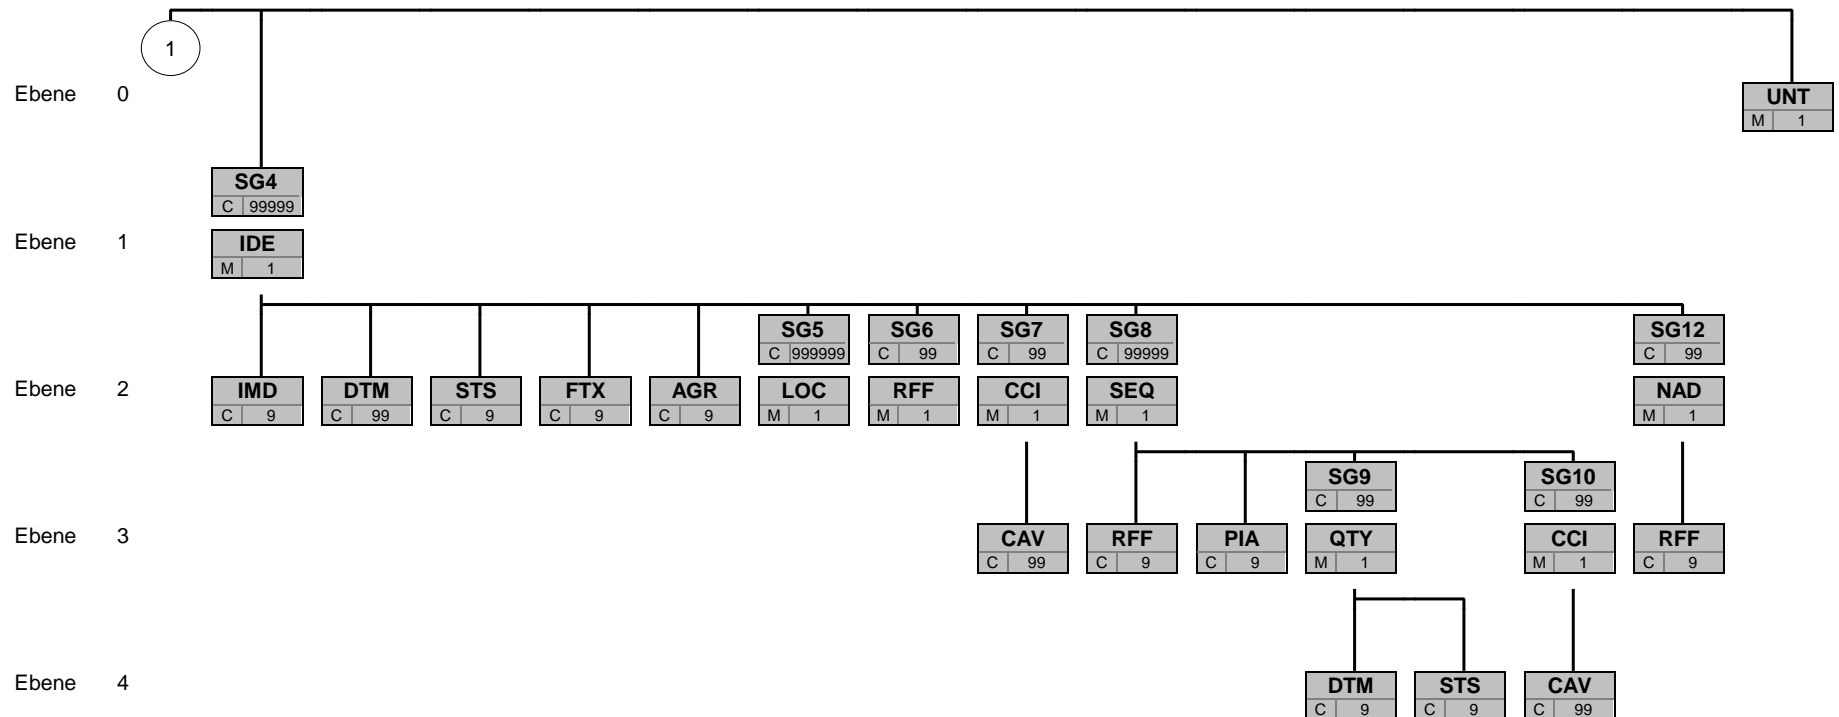 1
Ebene 0
UNT
M 1
SG4
C 99999
Ebene 1
IDE
M 1
SG5 SG6 SG7 SG8 SG12
C 999999 C 99 C 99 C 99999 C 99
Ebene 2
IMD DTM STS FTX AGR LOC RFF CCI SEQ NAD
C 9 C 99 C 9 C 9 C 9 M 1 M 1 M 1 M 1 M 1
SG9 SG10
C 99 C 99
Ebene 3
CAV RFF PIA QTY CCI RFF
C 99 C 9 C 9 M 1 M 1 C 9
Ebene 4
DTM STS CAV
C 9 C 9 C 99